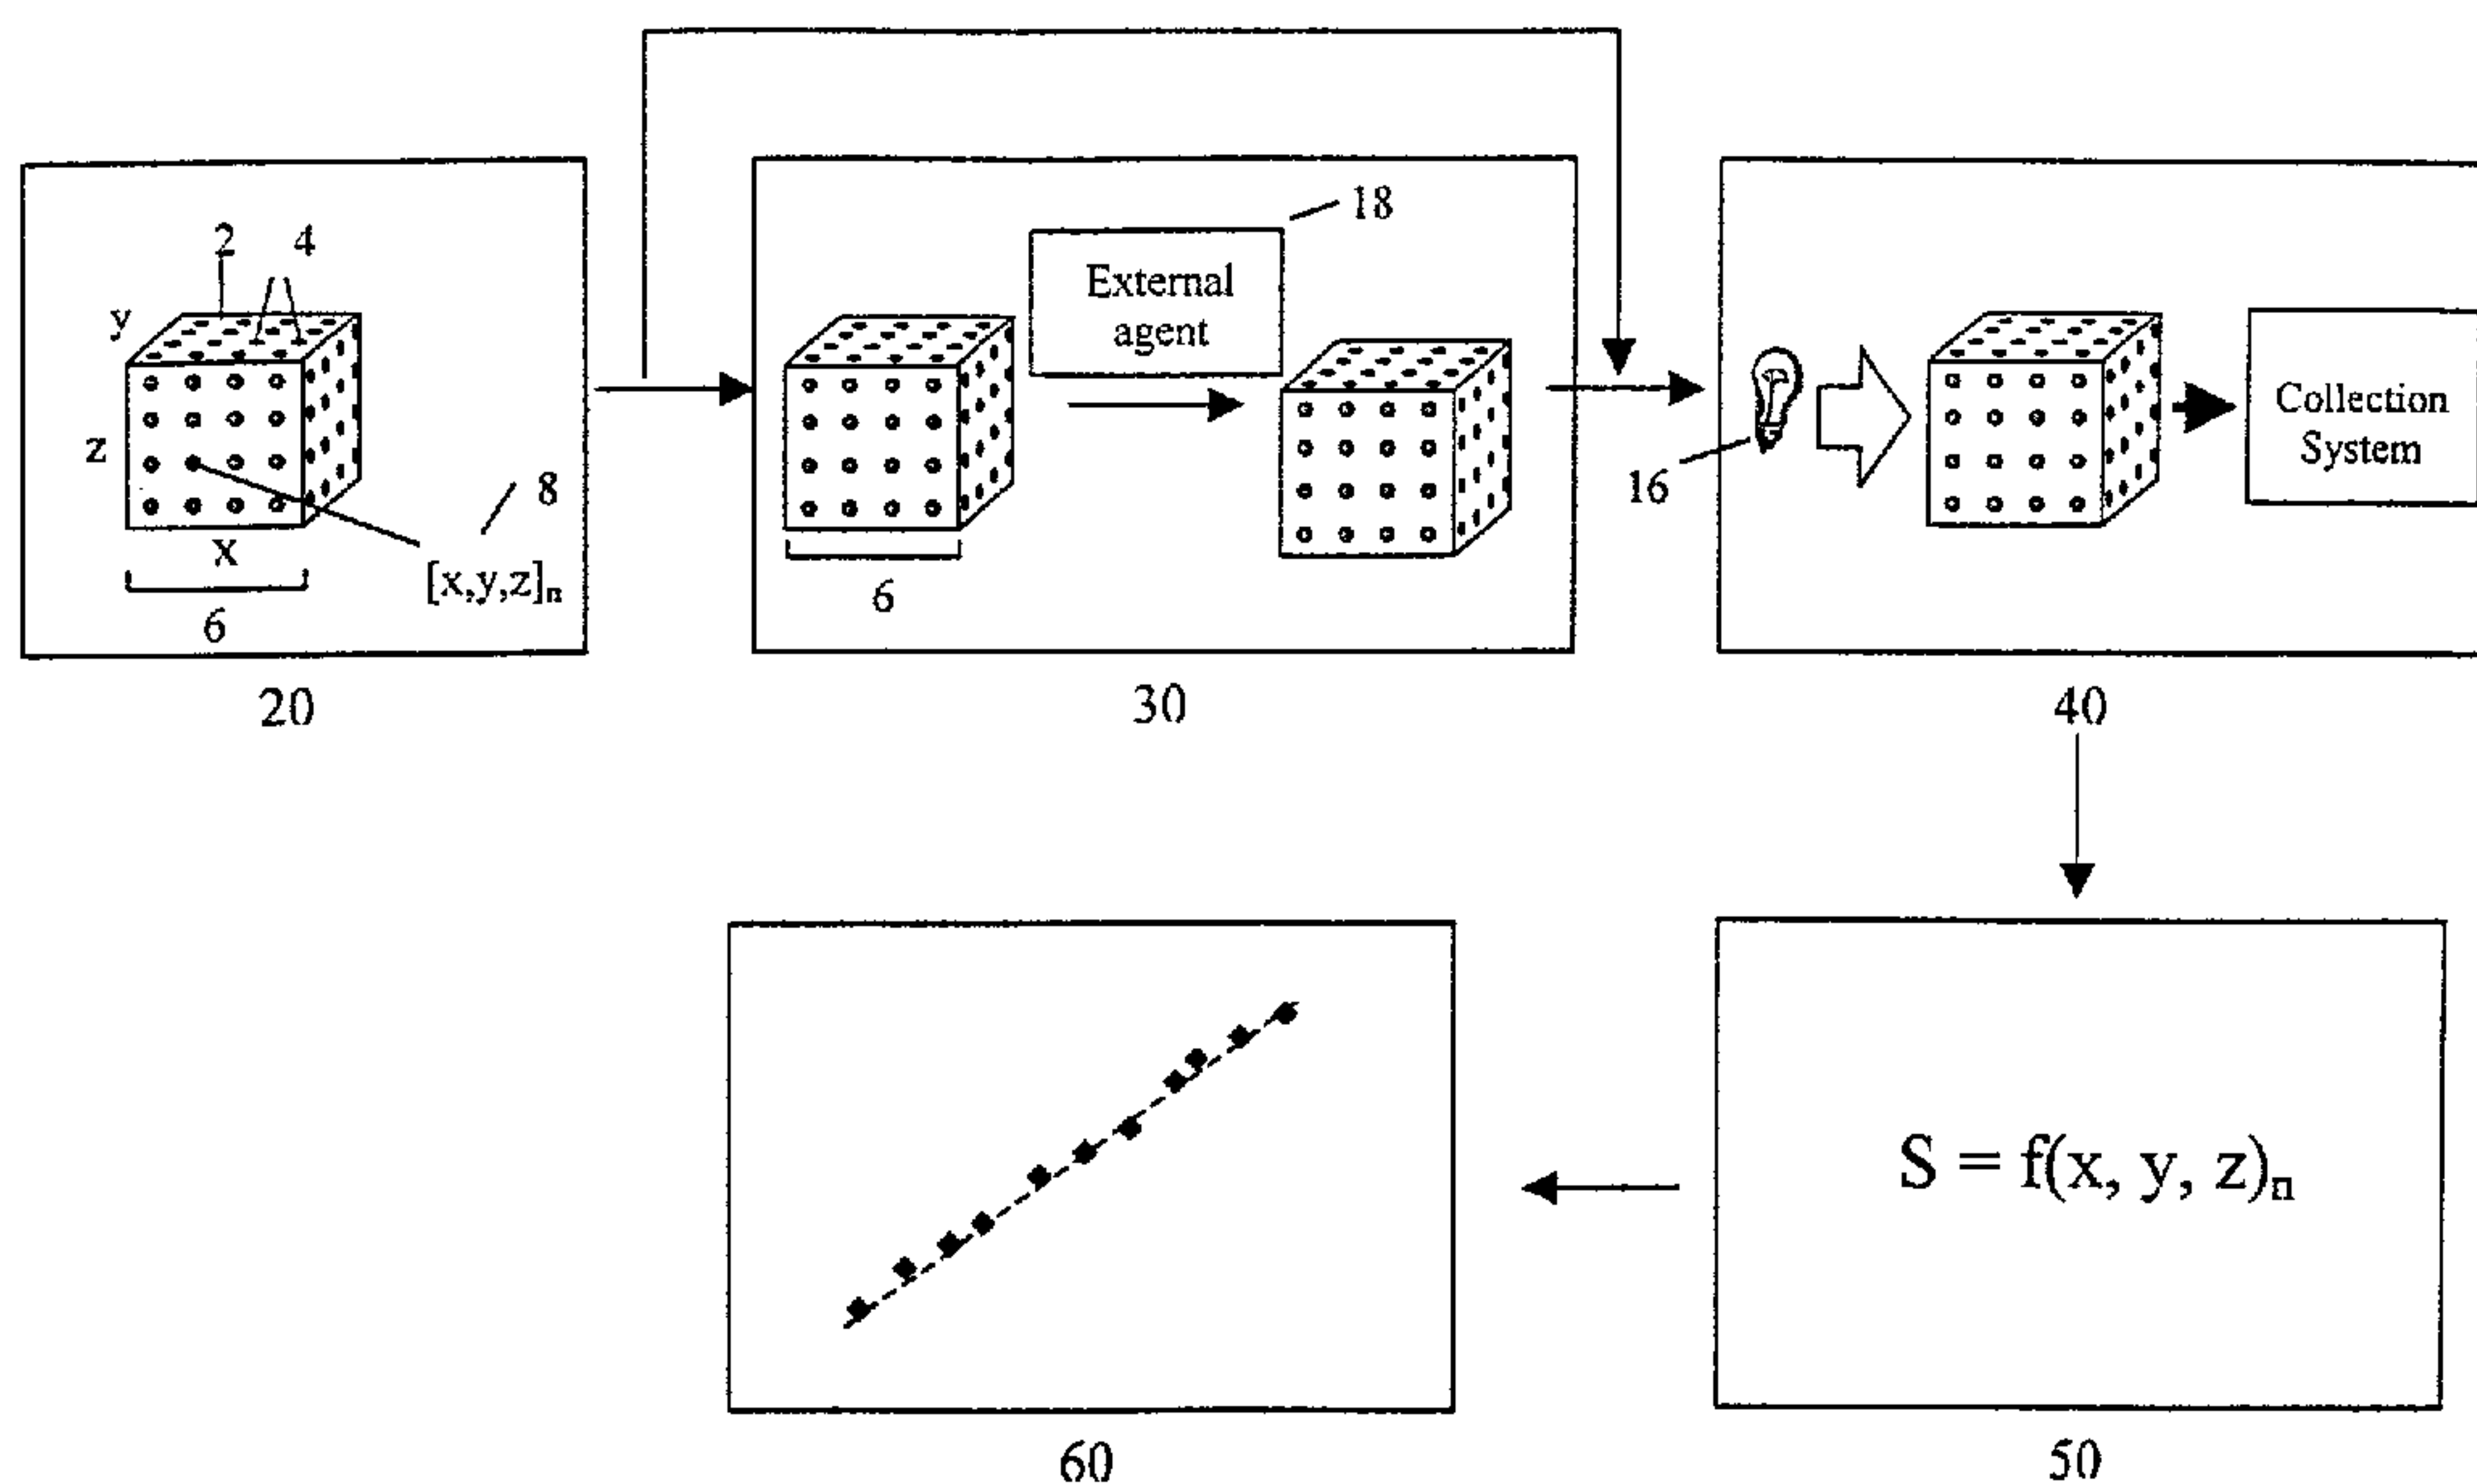 2 4
y
z
x
6
8
[x,y,z]n
20
18
External
agent
6
30
16
Collection
System
40
60
S = f(x, y, z)n
50